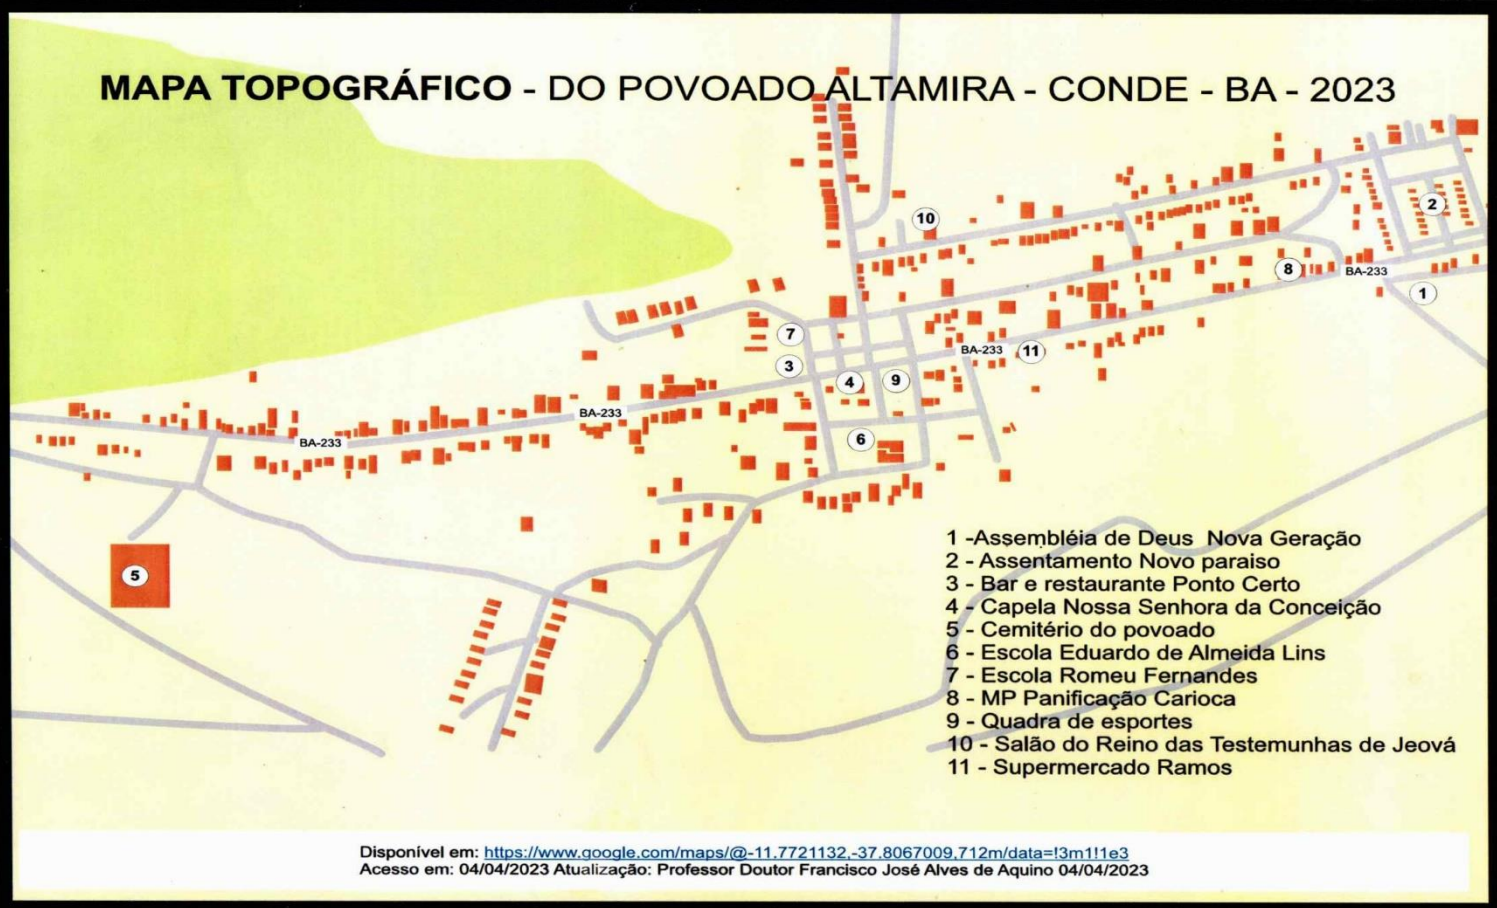 MAPA TOPOGRÁFICO - DO POVOADO ALTAMIRA - CONDE - BA - 2023
10
2
8
BA-233
1
7
BA-233
11
3
4
9
BA-233
6
BA-233
5
1 -Assembléia de Deus Nova Geração
2 - Assentamento Novo paraiso
3 - Bar e restaurante Ponto Certo
4 - Capela Nossa Senhora da Conceição
5 - Cemitério do povoado
6 - Escola Eduardo de Almeida Lins
7 - Escola Romeu Fernandes
8 - MP Panificação Carioca
9 - Quadra de esportes
10 - Salão do Reino das Testemunhas de Jeová
11 - Supermercado Ramos
Disponível em: https://www.google.com/maps/@-11.7721132,-37.8067009,712m/data=!3m1!1e3
Acesso em: 04/04/2023 Atualização: Professor Doutor Francisco José Alves de Aquino 04/04/2023